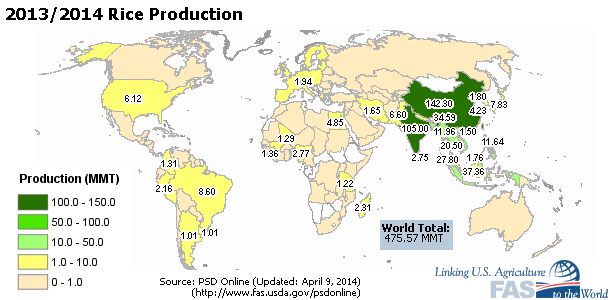 2013/2014 Rice Production
6.12
1.94
1.80
142.30
7.83
4.23
1.65
6.60
34.59
105.00
11.96
1.50
4.85
1.29
1.36
2.77
20.50
11.64
2.75
27.80
1.76
37.36
1.31
2.16
8.60
1.22
2.31
1.01
1.01
Production (MMT)
100.0 - 150.0
50.0 - 100.0
10.0 - 50.0
1.0 - 10.0
0 - 1.0
World Total:
475.57 MMT
Source: PSD Online (Updated: April 9, 2014)
(http://www.fas.usda.gov/psdonline)
Linking U.S. Agriculture
FAS to the World